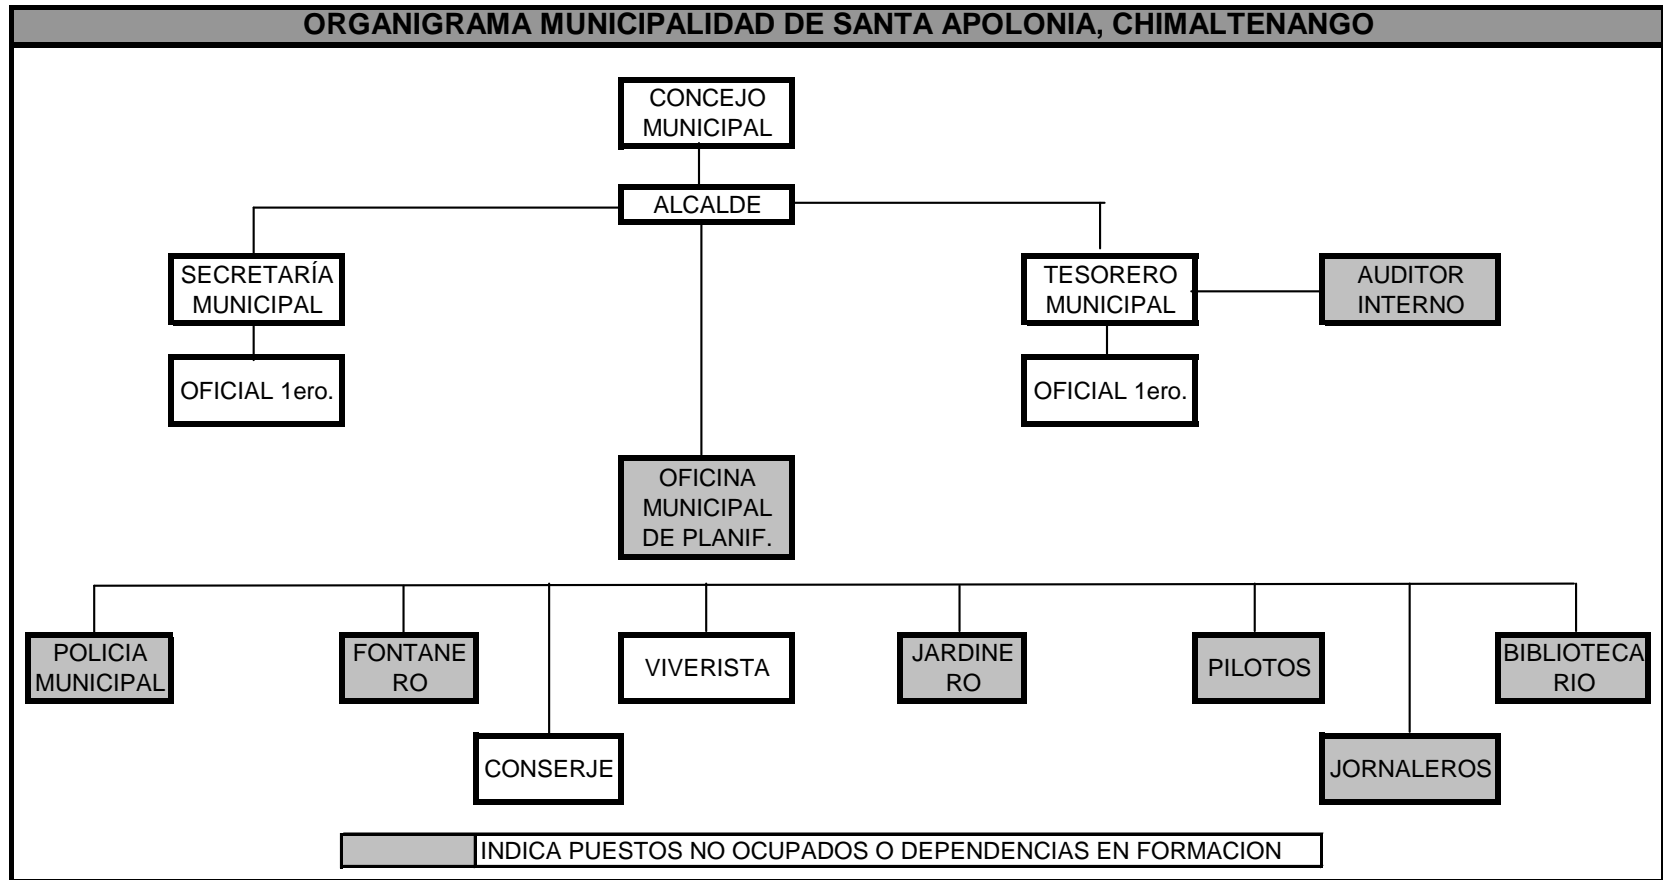 ORGANIGRAMA MUNICIPALIDAD DE SANTA APOLONIA, CHIMALTENANGO
CONCEJO
MUNICIPAL
ALCALDE
SECRETARÍA
MUNICIPAL
TESORERO
MUNICIPAL
AUDITOR
INTERNO
OFICIAL 1ero.
OFICIAL 1ero.
OFICINA
MUNICIPAL
DE PLANIF.
POLICIA
MUNICIPAL
FONTANE
RO
VIVERISTA
JARDINE
RO
PILOTOS
BIBLIOTECA
RIO
CONSERJE
JORNALEROS
INDICA PUESTOS NO OCUPADOS O DEPENDENCIAS EN FORMACION